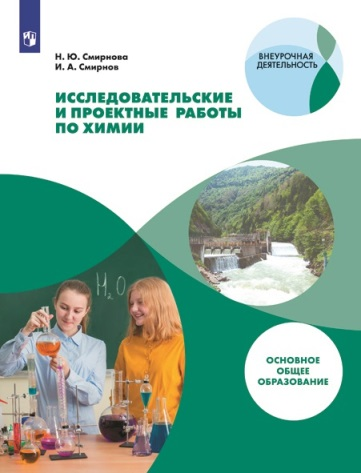 Н. Ю. Смирнова
И. А. Смирнов
ВНЕУРОЧНАЯ
ДЕЯТЕЛЬНОСТЬ
ИССЛЕДОВАТЕЛЬСКИЕ
И ПРОЕКТНЫЕ РАБОТЫ
ПО ХИМИИ
H₂O
ОСНОВНОЕ
ОБЩЕЕ
ОБРАЗОВАНИЕ